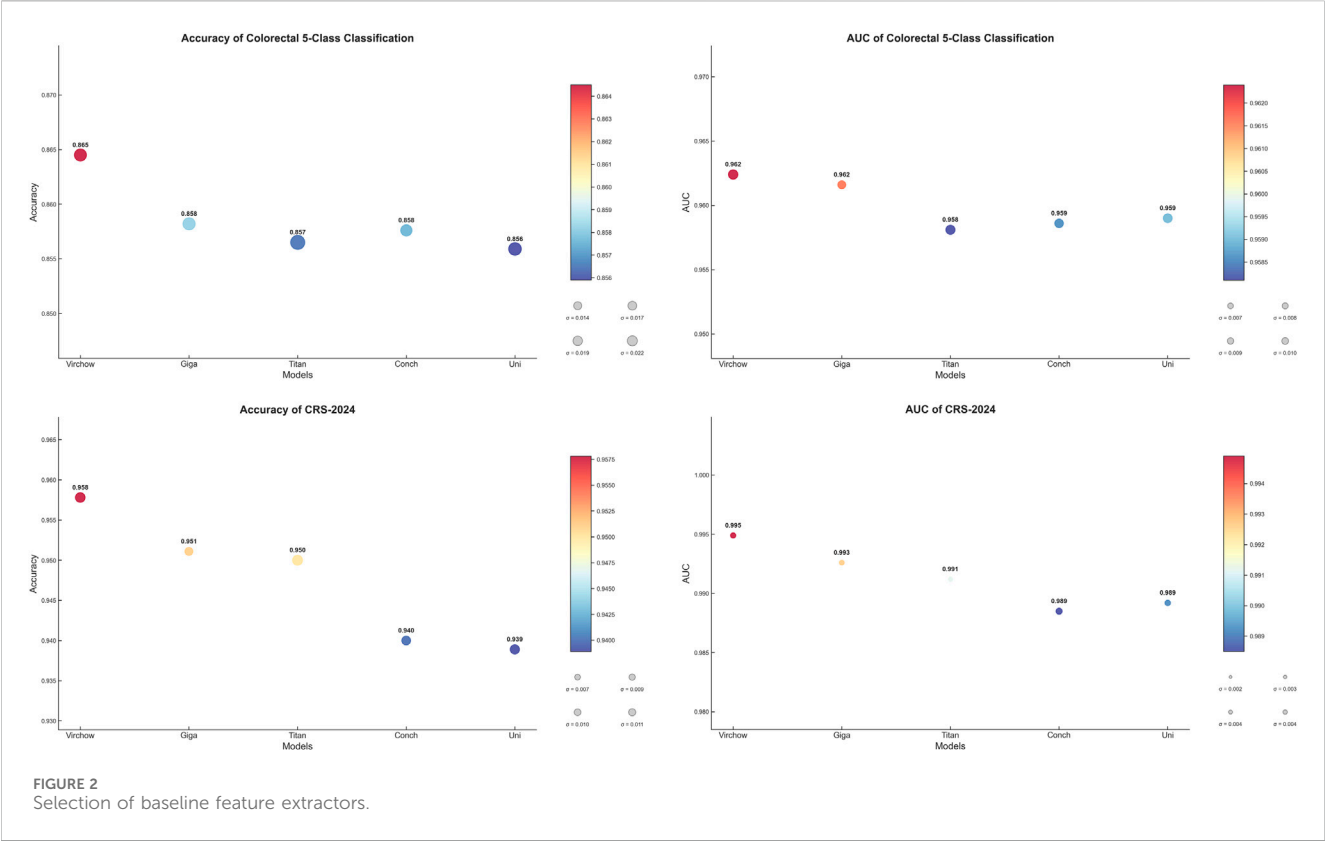 Accuracy of Colorectal 5-Class Classification
0.870
0.865
0.860
0.855
0.850
Accuracy
0.865
0.858
0.857
0.858
0.856
Virchow Giga Titan Conch Uni
Models
0.864
0.863
0.862
0.861
0.860
0.859
0.858
0.857
0.856
σ = 0.014 σ = 0.017
σ = 0.019 σ = 0.022
AUC of Colorectal 5-Class Classification
0.970
0.965
0.960
0.955
0.950
AUC
0.962
0.962
0.958
0.959
0.959
Virchow Giga Titan Conch Uni
Models
0.9620
0.9615
0.9610
0.9605
0.9600
0.9595
0.9590
0.9585
σ = 0.007 σ = 0.008
σ = 0.009 σ = 0.010
Accuracy of CRS-2024
0.965
0.960
0.955
0.950
0.945
0.940
0.935
0.930
Accuracy
0.958
0.951
0.950
0.940
0.939
Virchow Giga Titan Conch Uni
Models
0.9575
0.9550
0.9525
0.9500
0.9475
0.9450
0.9425
0.9400
σ = 0.007 σ = 0.009
σ = 0.010 σ = 0.011
AUC of CRS-2024
1.000
0.995
0.990
0.985
0.980
AUC
0.995
0.993
0.991
0.989
0.989
Virchow Giga Titan Conch Uni
Models
0.994
0.993
0.992
0.991
0.990
0.989
σ = 0.002 σ = 0.003
σ = 0.004 σ = 0.004
FIGURE 2
Selection of baseline feature extractors.